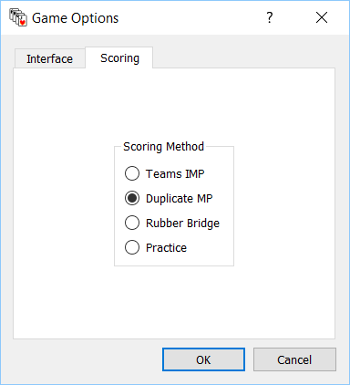 Game Options
?
Interface
Scoring
Scoring Method
Teams IMP
Duplicate MP
Rubber Bridge
Practice
OK
Cancel